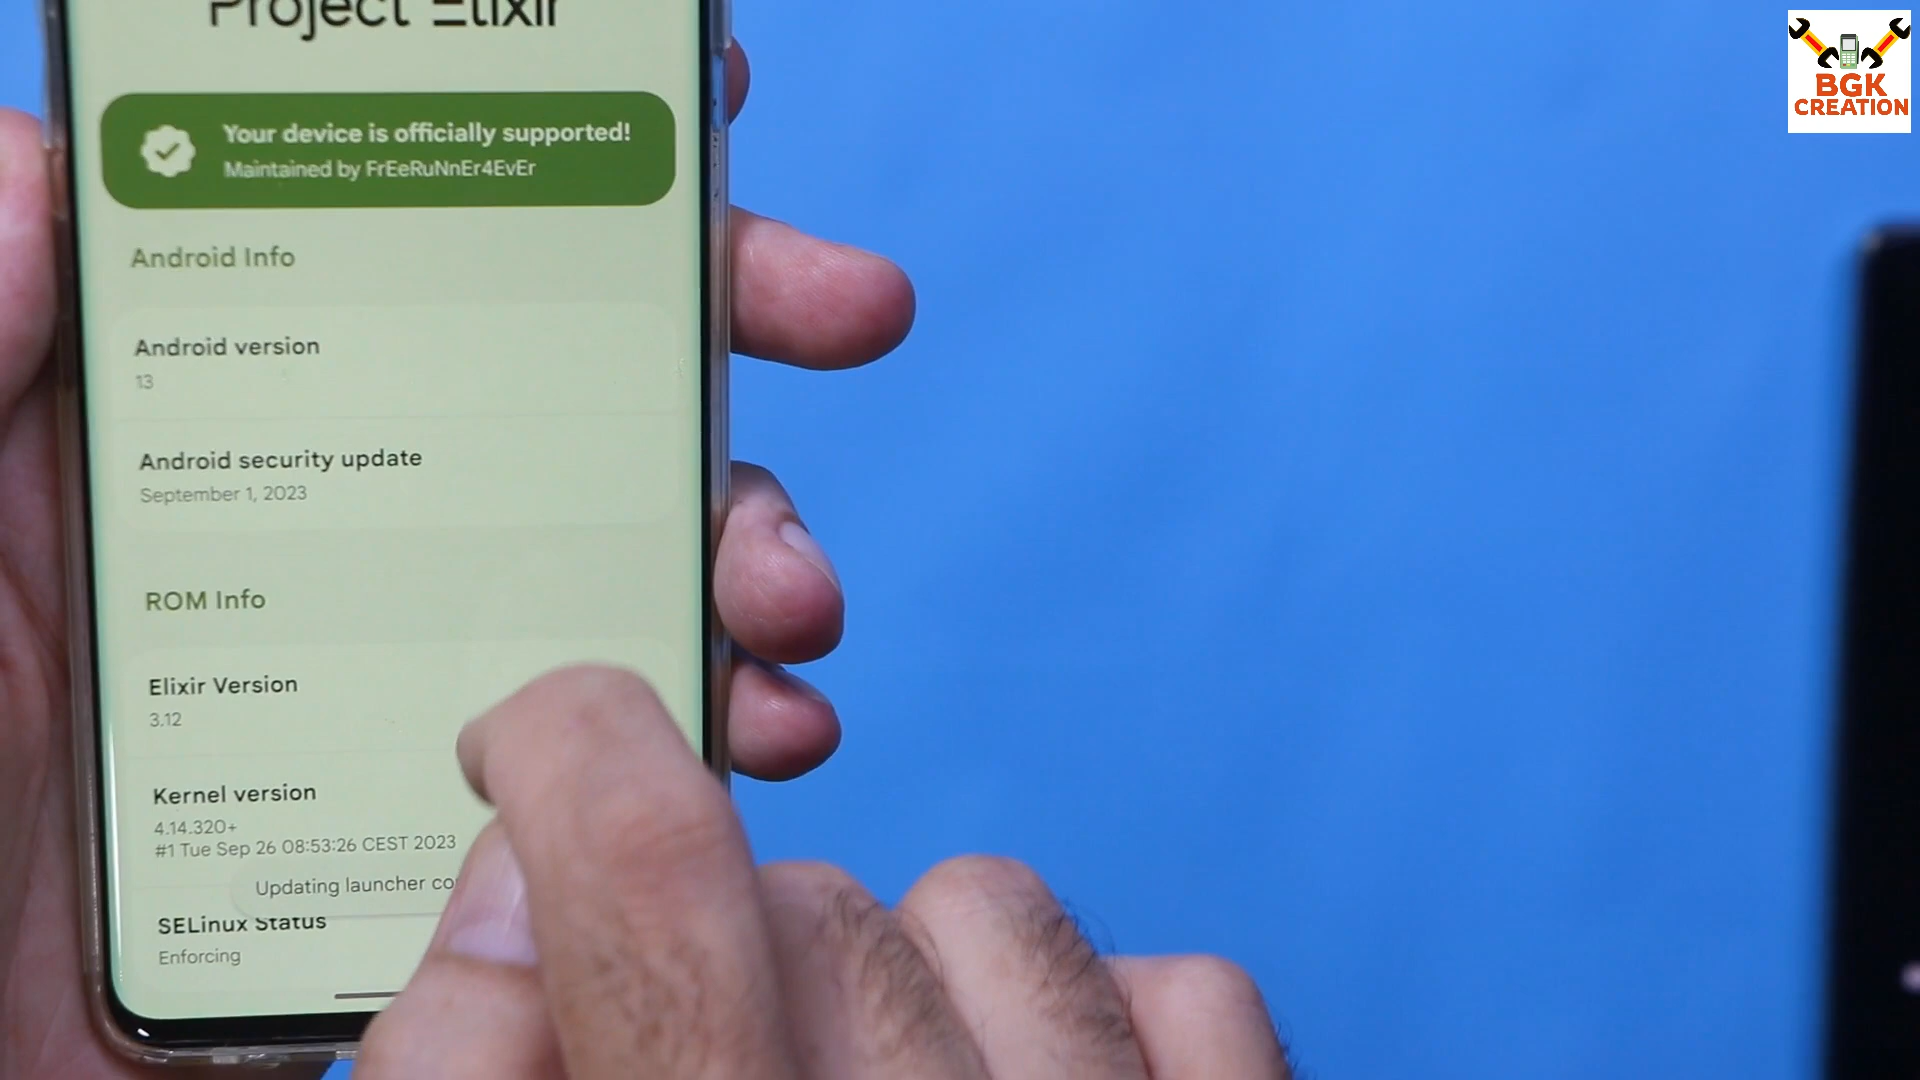 Project Elixir
Your device is officially supported!
Maintained by FrEeRuNnEr4EvEr
Android Info
Android version
13
Android security update
September 1, 2023
ROM Info
Elixir Version
3.12
Kernel version
4.14.320+
#1 Tue Sep 26 08:53:26 CEST 2023
Updating launcher
SELinux Status
Enforcing
BGK
CREATION